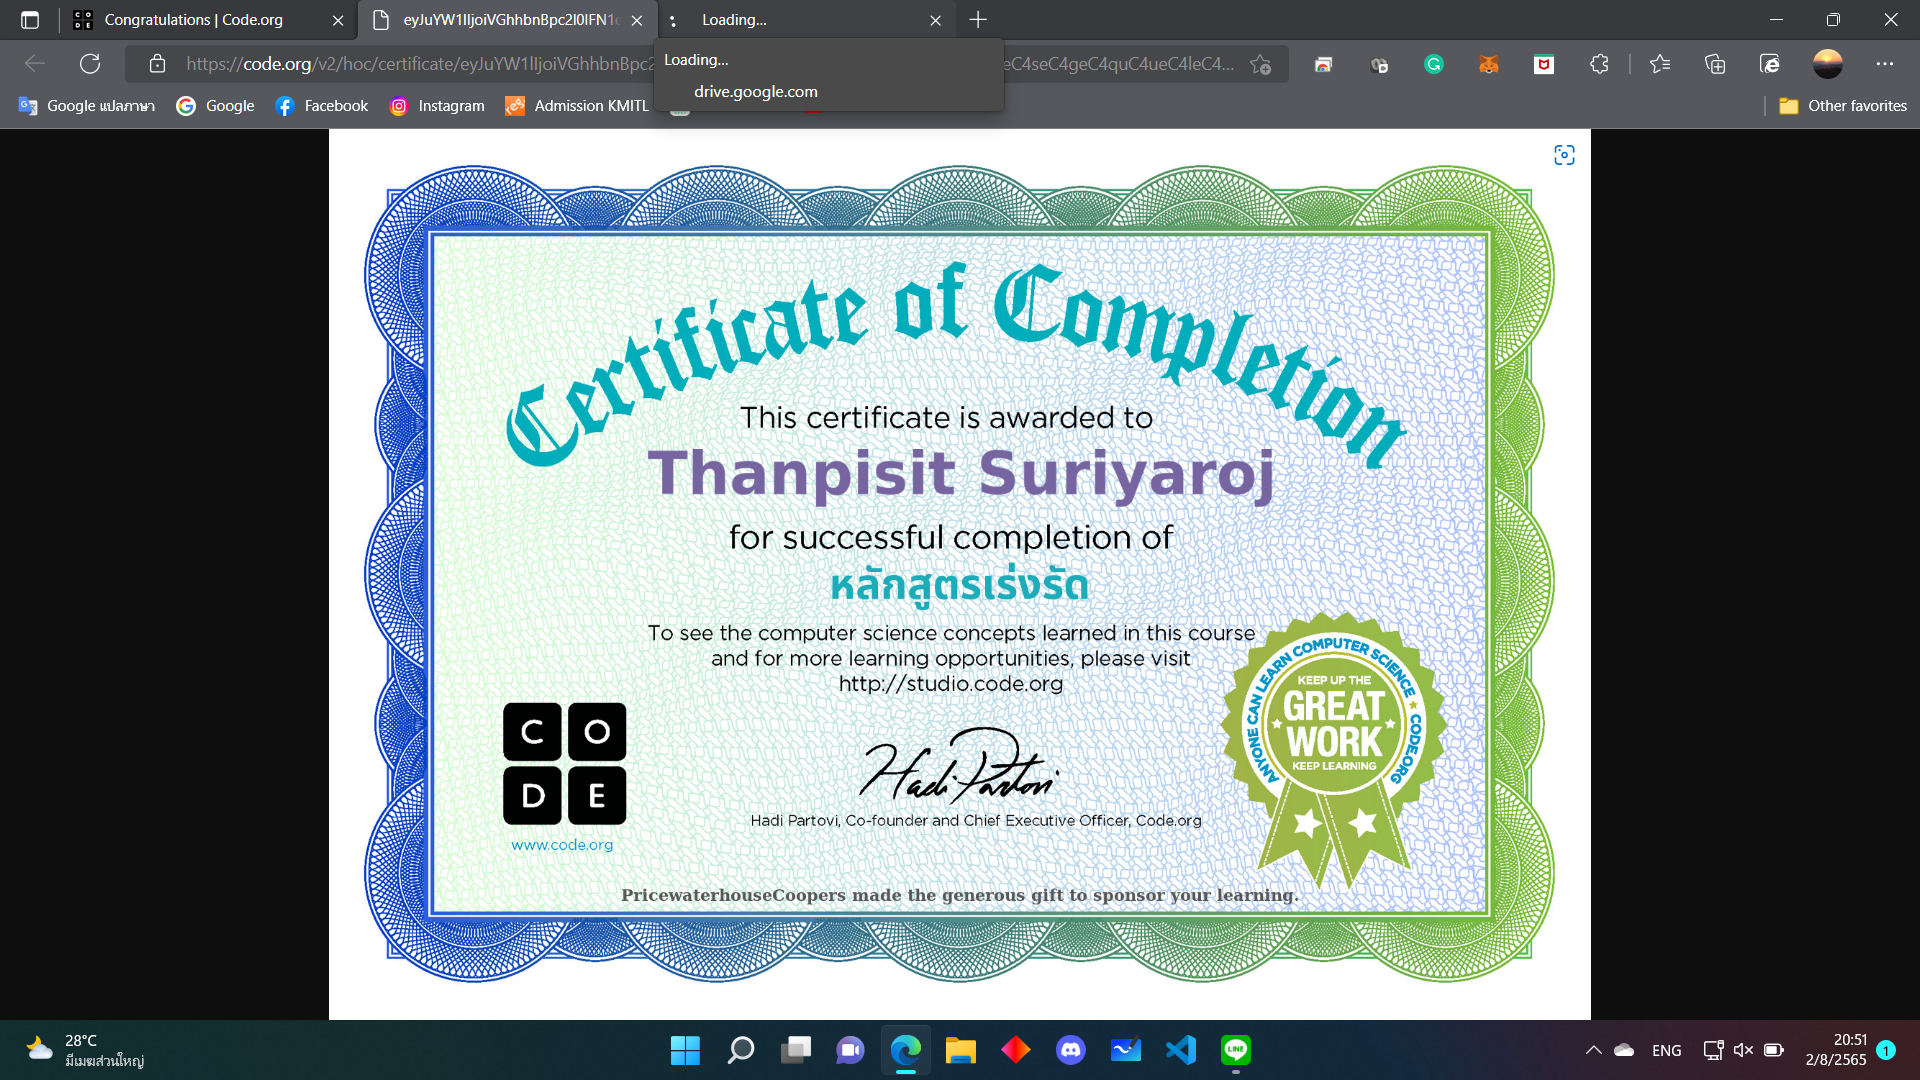 Congratulations | Code.org
Loading...
https://code.org/v2/hoc/certificate/
Loading...
drive.google.com
Google แปลภาษา
Google
Facebook
Instagram
Admission KMITL
Other favorites
Certificate of Completion
This certificate is awarded to
Thanpisit Suriyaroj
for successful completion of
หลักสูตรเร่งรัด
To see the computer science concepts learned in this course
and for more learning opportunities, please visit
http://studio.code.org
C O
D E
www.code.org
Hadi Partovi
Hadi Partovi, Co-founder and Chief Executive Officer, Code.org
ANYONE CAN LEARN COMPUTER SCIENCE ★ CODE.ORG
KEEP UP THE
GREAT
WORK
KEEP LEARNING
PricewaterhouseCoopers made the generous gift to sponsor your learning.
28°C
มีเมฆส่วนใหญ่
LINE
ENG
20:51
2/8/2565
1